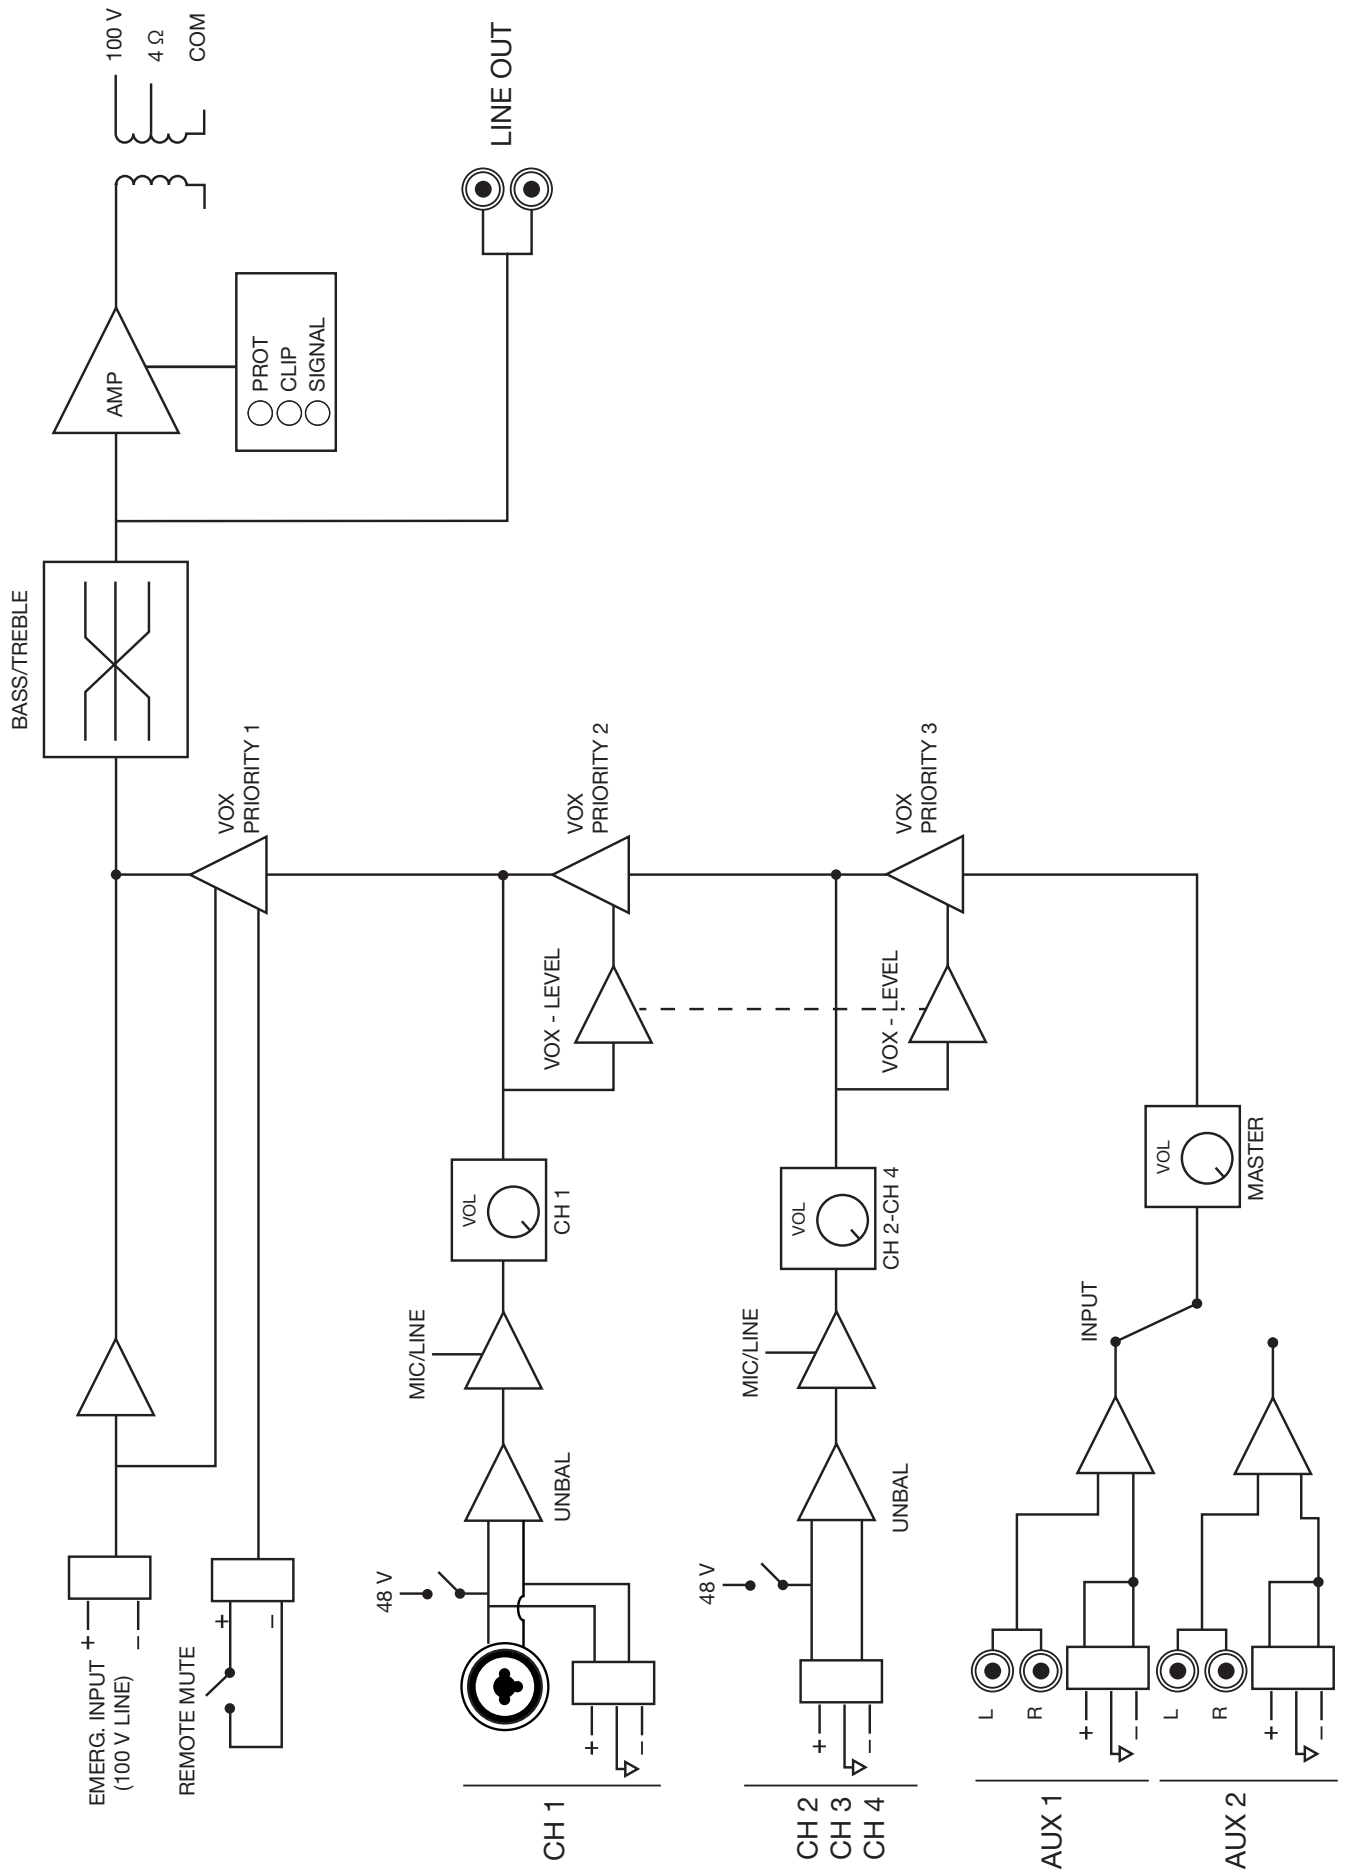 EMERG. INPUT
(100 V LINE)
+
–
REMOTE MUTE
+
–
BASS/TREBLE
AMP
PROT
CLIP
SIGNAL
100 V
4 Ω
COM
LINE OUT
VOX
PRIORITY 1
CH 1
+
–
48 V
UNBAL
MIC/LINE
VOL
CH 1
VOX - LEVEL
VOX
PRIORITY 2
CH 2
CH 3
CH 4
+
–
48 V
UNBAL
MIC/LINE
VOL
CH 2-CH 4
VOX - LEVEL
VOX
PRIORITY 3
AUX 1
L
R
+
–
INPUT
VOL
MASTER
AUX 2
L
R
+
–